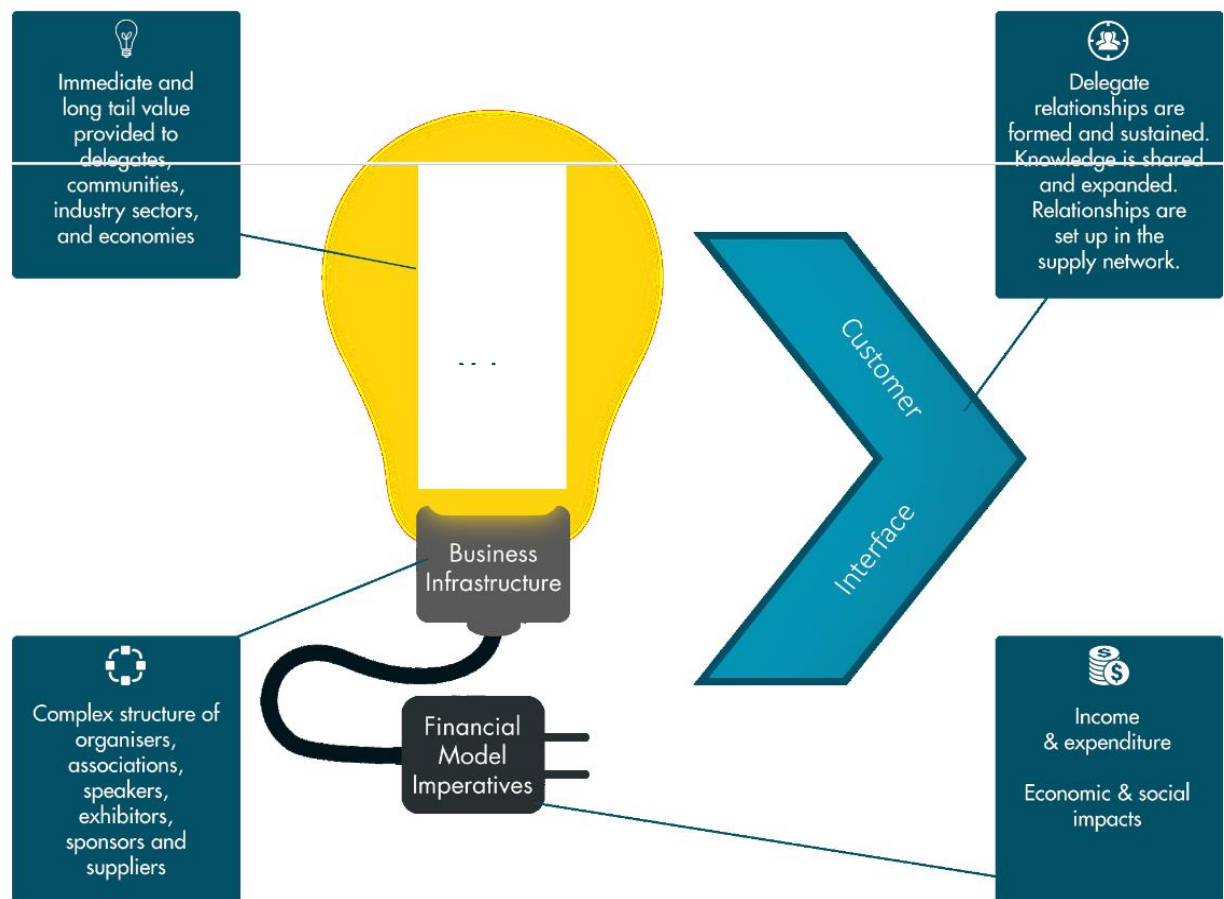 Immediate and
long tail value
provided to
delegates,
communities,
industry sectors,
and economies
Delegate
relationships are
formed and sustained.
Knowledge is shared
and expanded.
Relationships are
set up in the
supply network.
Customer
Interface
Business
Infrastructure
Financial
Model
Imperatives
Complex structure of
organisers,
associations,
speakers,
exhibitors,
sponsors and
suppliers
Income
& expenditure
Economic & social
impacts